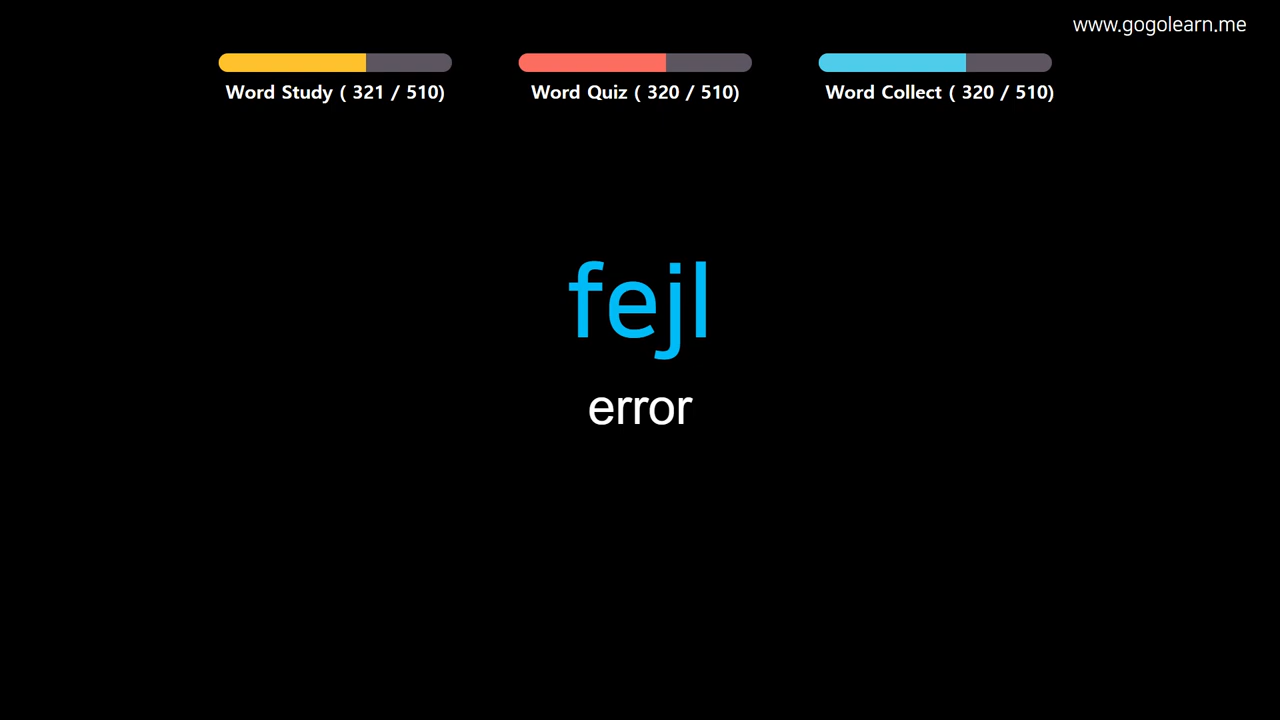 www.gogolearn.me
Word Study ( 321 / 510)
Word Quiz ( 320 / 510)
Word Collect ( 320 / 510)
fejl
error